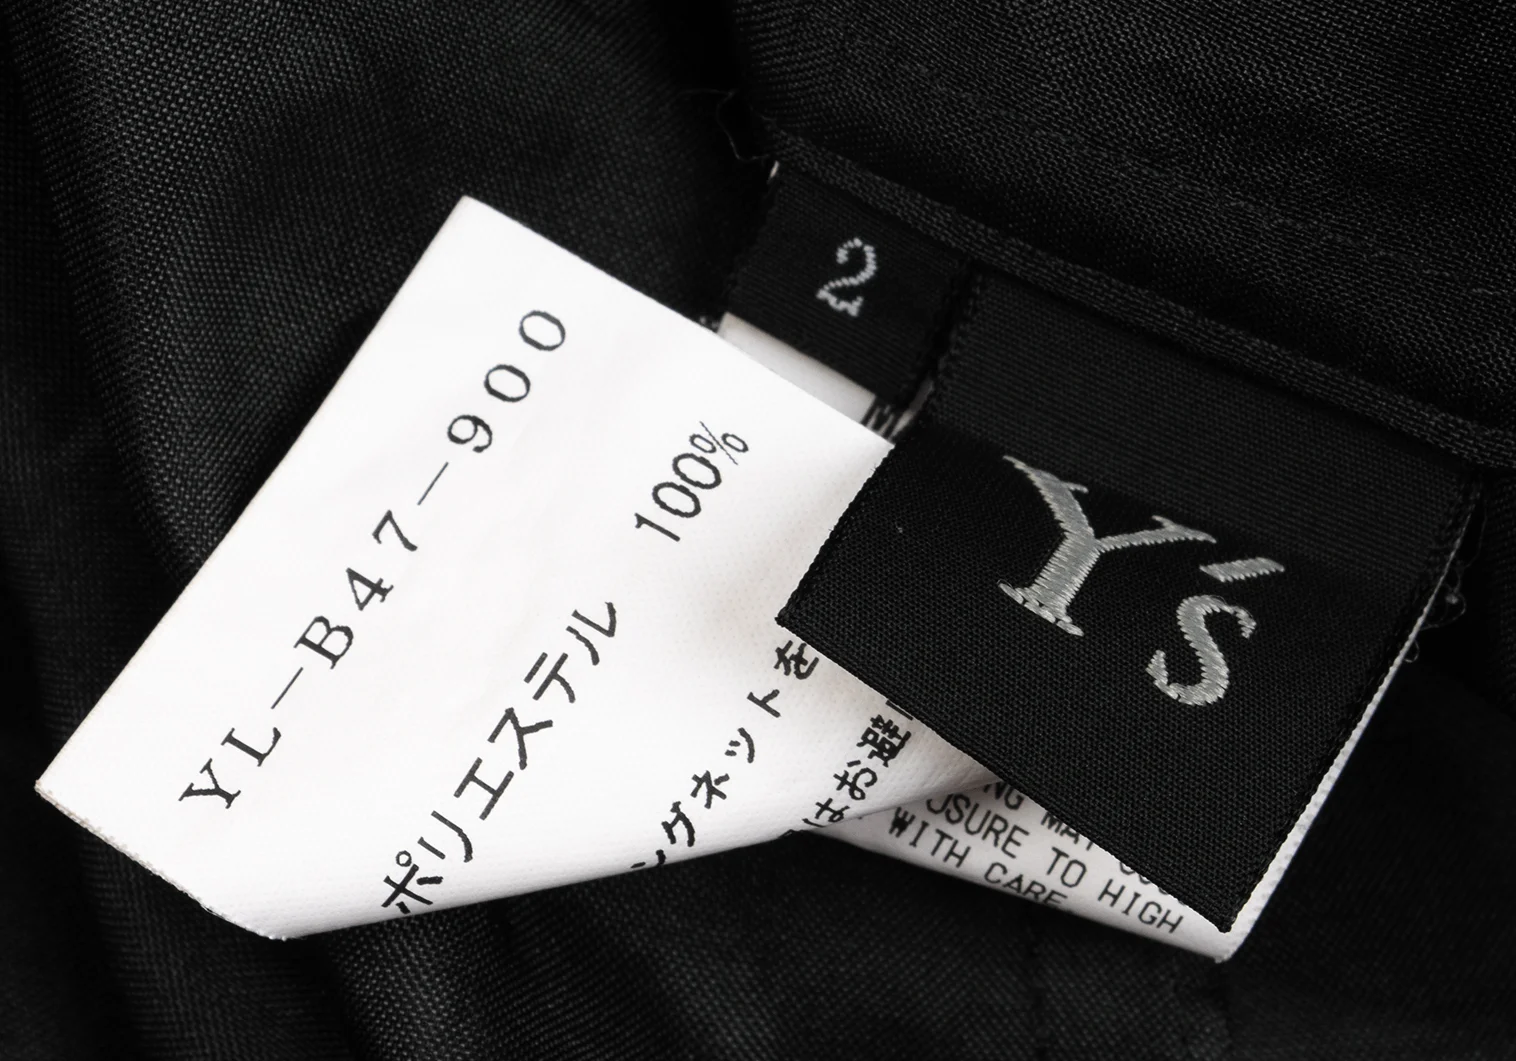 2
Y's
YL-B47-900
ポリエステル 100%
ングネットを
はお避
NG MAY
OSURE TO HIGH
WITH CARE